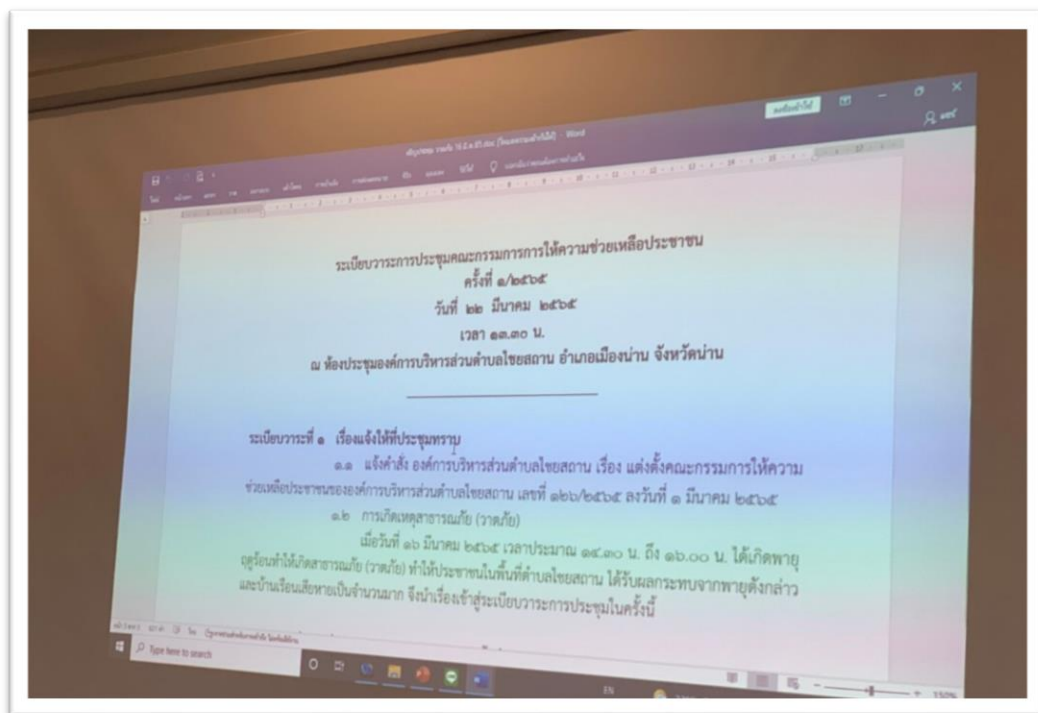 Word
ระเบียบวาระการประชุมคณะกรรมการการให้ความช่วยเหลือประชาชน
ครั้งที่ ๑/๒๕๖๕
วันที่ ๒๒ มีนาคม ๒๕๖๕
เวลา ๑๓.๓๐ น.
ณ ห้องประชุมองค์การบริหารส่วนตำบลไชยสถาน อำเภอเมืองน่าน จังหวัดน่าน
ระเบียบวาระที่ ๑ เรื่องแจ้งให้ที่ประชุมทราบ
๑.๑ แจ้งคำสั่ง องค์การบริหารส่วนตำบลไชยสถาน เรื่อง แต่งตั้งคณะกรรมการให้ความ
ช่วยเหลือประชาชนขององค์การบริหารส่วนตำบลไชยสถาน เลขที่ ๑๒๖/๒๕๖๕ ลงวันที่ ๑ มีนาคม ๒๕๖๕
๑.๒ การเกิดเหตุสาธารณภัย (วาตภัย)
เมื่อวันที่ ๑๖ มีนาคม ๒๕๖๕ เวลาประมาณ ๑๔.๓๐ น. ถึง ๑๖.๐๐ น. ได้เกิดพายุ
ฤดูร้อนทำให้เกิดสาธารณภัย (วาตภัย) ทำให้ประชาชนในพื้นที่ตำบลไชยสถาน ได้รับผลกระทบจากพายุดังกล่าว
และบ้านเรือนเสียหายเป็นจำนวนมาก จึงนำเรื่องเข้าสู่ระเบียบวาระการประชุมในครั้งนี้
Type here to search
EN
150%